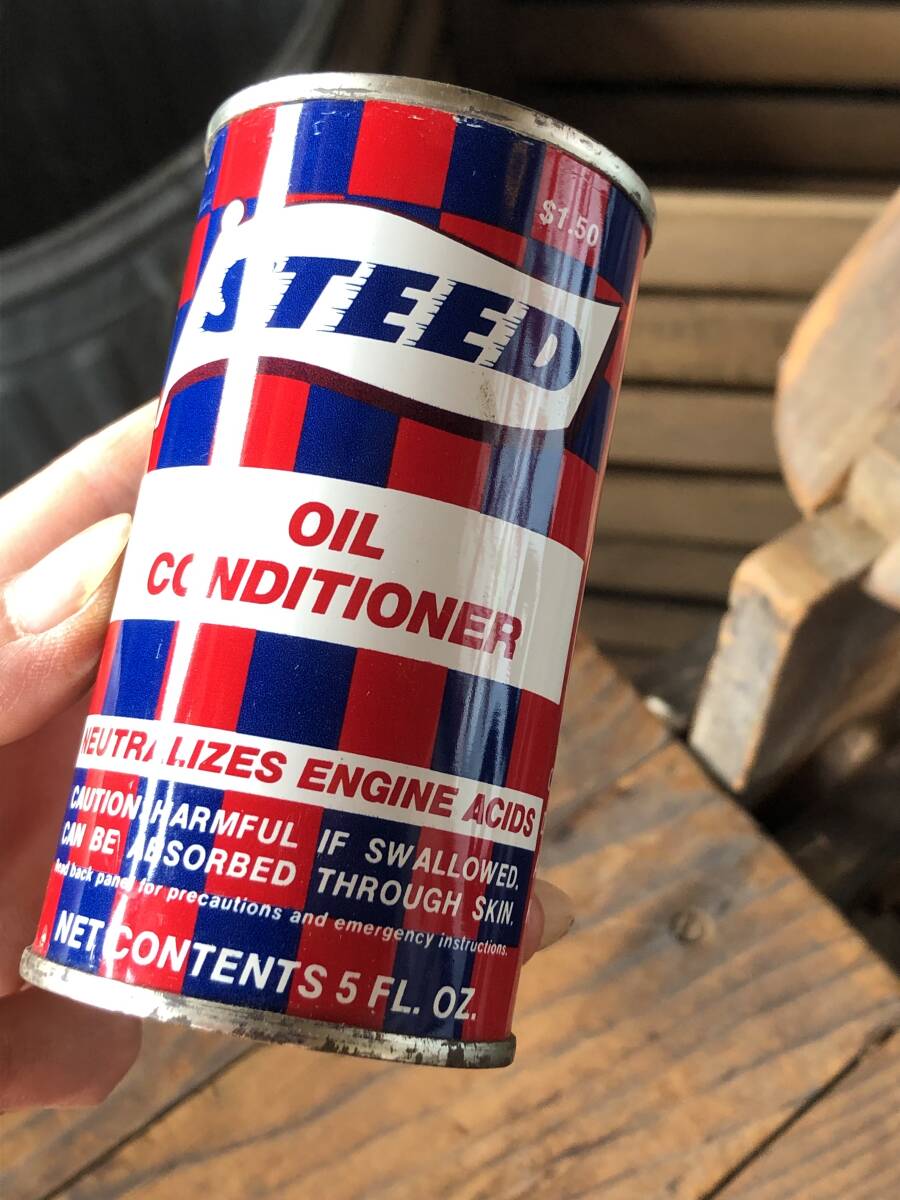 $1.50
STEED
OIL
CONDITIONER
NEUTRALIZES ENGINE ACIDS
CAUTION: HARMFUL IF SWALLOWED.
CAN BE ABSORBED THROUGH SKIN.
Read back panel for precautions and emergency instructions.
NET CONTENTS 5 FL. OZ.